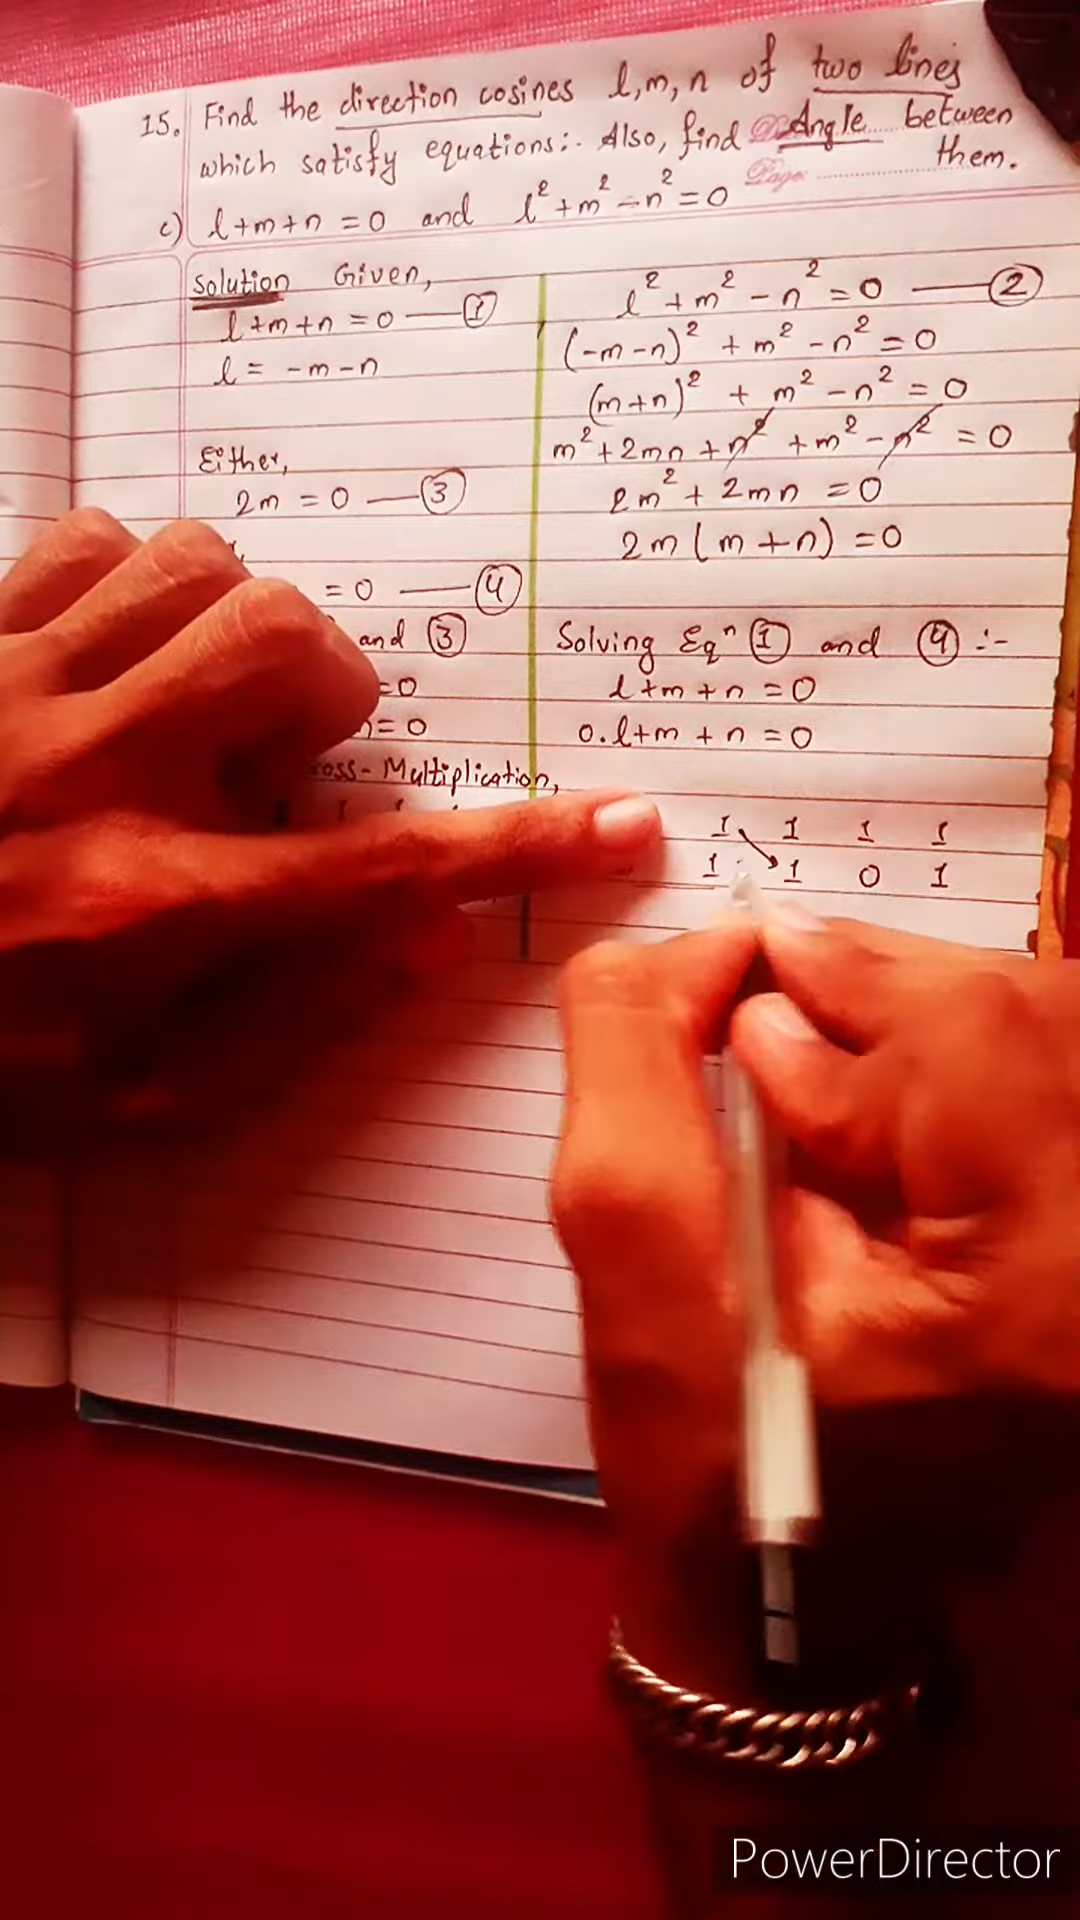 15. Find the direction cosines l, m, n of two lines
which satisfy equations:- Also, find Angle between
them.
Page:
c) l+m+n = 0 and l²+m²-n² = 0
Solution Given,
l+m+n = 0 —— ①
l = -m-n
Either,
2m = 0 —— ③
= 0 —— ④
and ③
=0
= 0
ross-Multiplication,
l²+m²-n² = 0 —— ②
(-m-n)² + m²-n² = 0
(m+n)² + m²-n² = 0
m²+2mn+n²+m²-n² = 0
2m²+2mn = 0
2m(m+n) = 0
Solving Eqⁿ ① and ④ :-
l+m+n = 0
0.l+m+n = 0
1 1 1 1
1 1 0 1
PowerDirector